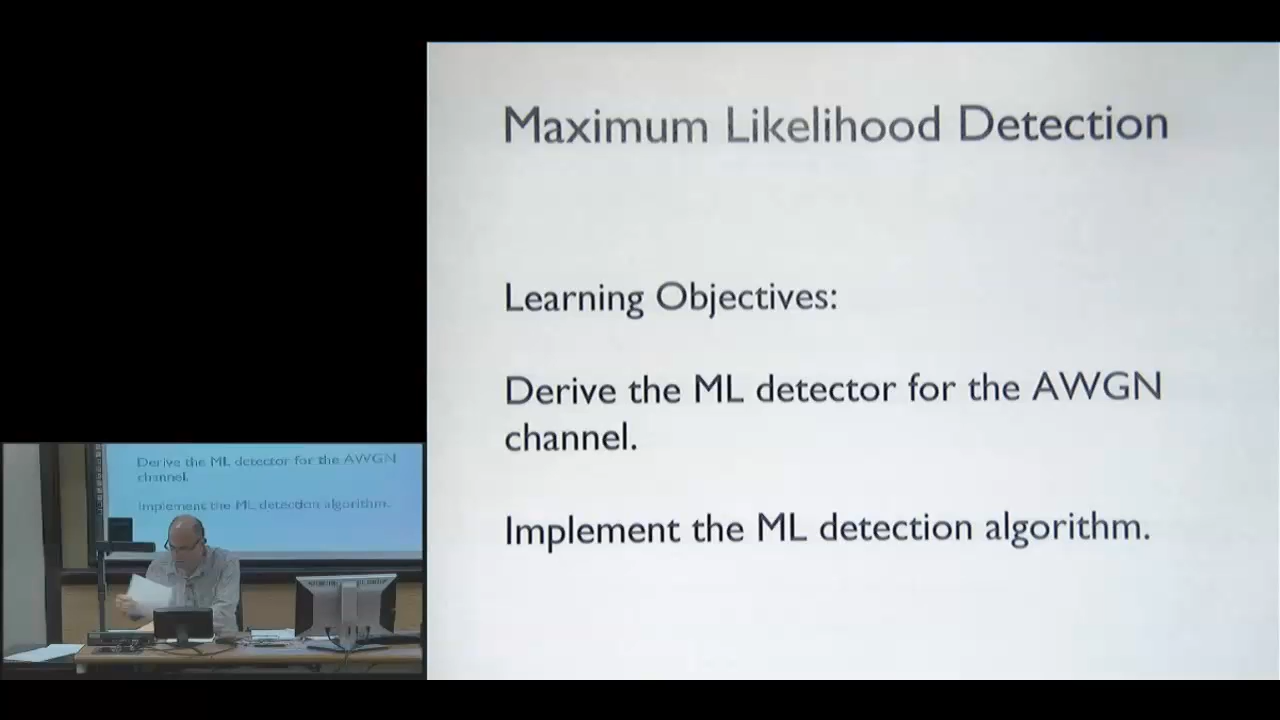 Maximum Likelihood Detection
Learning Objectives:
Derive the ML detector for the AWGN
channel.
Implement the ML detection algorithm.
Derive the ML detector for the AWGN
channel.
Implement the ML detection algorithm.